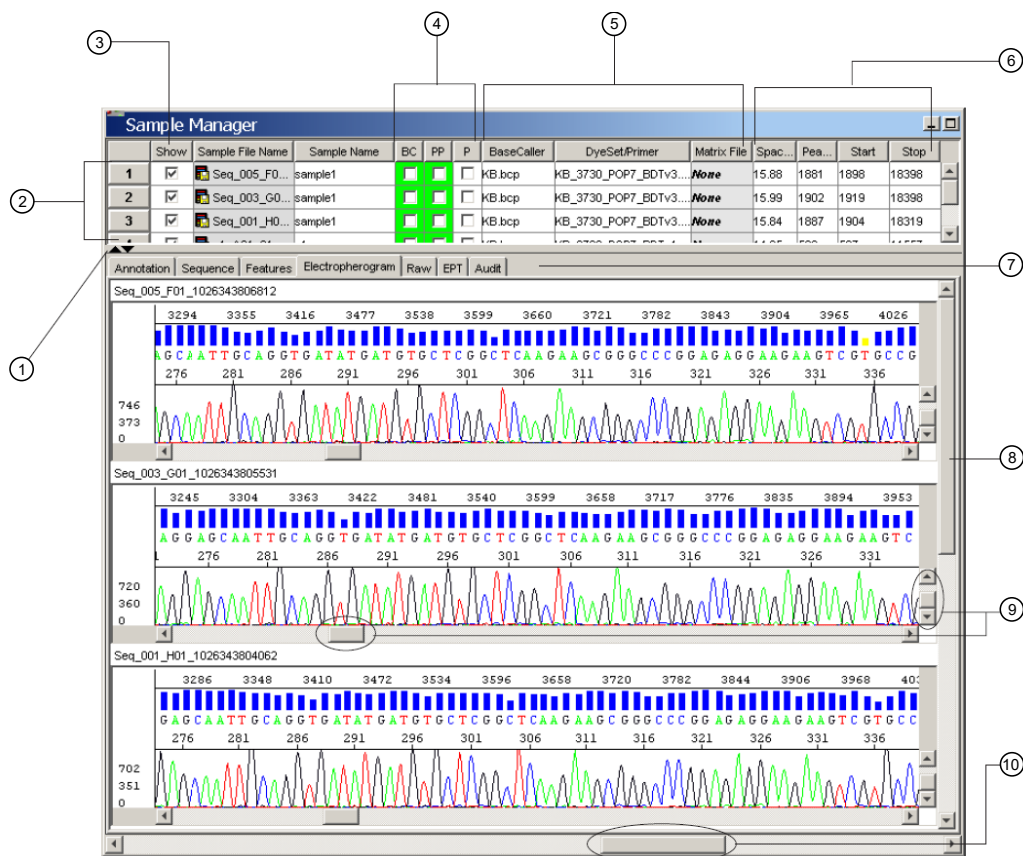 4
5
3
6
Sample Manager
Show Sample File Name Sample Name BC PP P BaseCaller DyeSet/Primer Matrix File Spac... Pea... Start Stop
1 Seq_005_F0... sample1 KB.bcp KB_3730_POP7_BDTv3.... None 15.88 1881 1898 18398
2
2 Seq_003_G0... sample1 KB.bcp KB_3730_POP7_BDTv3.... None 15.99 1902 1919 18398
3 Seq_001_H0... sample1 KB.bcp KB_3730_POP7_BDTv3.... None 15.84 1887 1904 18319
7
Annotation Sequence Features Electropherogram Raw EPT Audit
Seq_005_F01_1026343806812
3294 3355 3416 3477 3538 3599 3660 3721 3782 3843 3904 3965 4026
1
AGCAATTGCAGGTGATATGATGTGCTCGGCTCAAGAAGCGGGCCCGGAGAGGAAGAAGTCGTGCCG
276 281 286 291 296 301 306 311 316 321 326 331 336
746
373
0
8
Seq_003_G01_1026343805531
3245 3304 3363 3422 3481 3540 3599 3658 3717 3776 3835 3894 3953
AGGAGCAATTGCAGGTGATATGATGTGCTCGGCTCAAGAAGCGGGCCCGGAGAGGAAGAAGTC
276 281 286 291 296 301 306 311 316 321 326 331
720
360
0
9
Seq_001_H01_1026343804062
3286 3348 3410 3472 3534 3596 3658 3720 3782 3844 3906 3968
GAGCAATTGCAGGTGATATGATGTGCTCGGCTCAAGAAGCGGGCCCGGAGAGGAAGAAGTCGTGCC
276 281 286 291 296 301 306 311 316 321 326 331 336
702
351
0
10